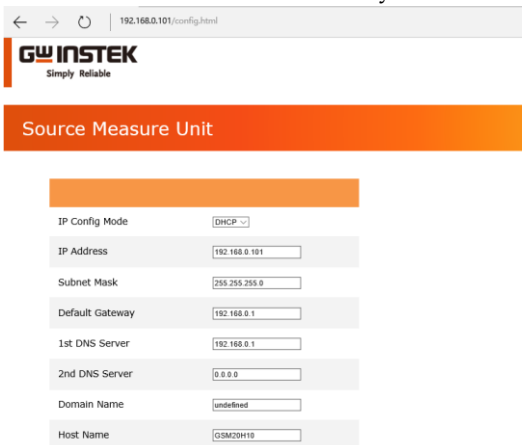 192.168.0.101/config.html
GW INSTEK
Simply Reliable
Source Measure Unit
IP Config Mode DHCP
IP Address 192.168.0.101
Subnet Mask 255.255.255.0
Default Gateway 192.168.0.1
1st DNS Server 192.168.0.1
2nd DNS Server 0.0.0.0
Domain Name undefined
Host Name GSM20H10